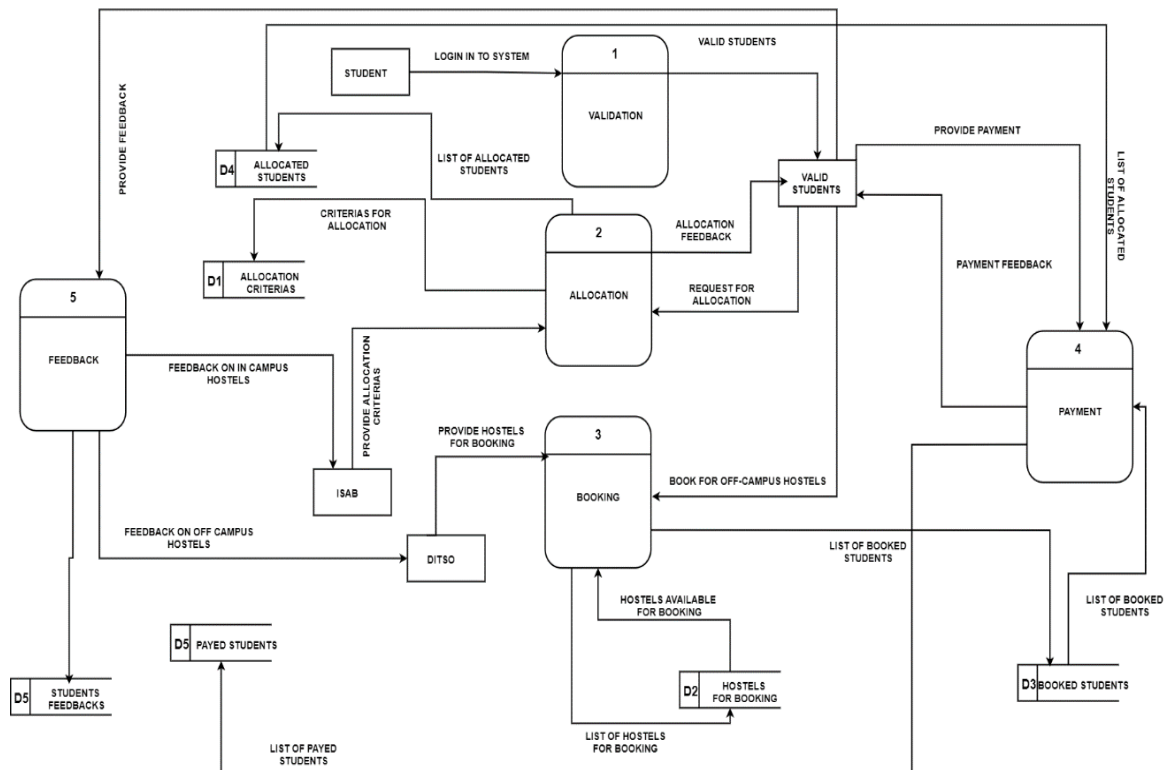 VALID STUDENTS
LOGIN IN TO SYSTEM
1
STUDENT
VALIDATION
PROVIDE FEEDBACK
LIST OF ALLOCATED
STUDENTS
PROVIDE PAYMENT
D4
ALLOCATED
STUDENTS
VALID
STUDENTS
LIST OF ALLOCATED
STUDENTS
CRITERIAS FOR
ALLOCATION
2
ALLOCATION
FEEDBACK
PAYMENT FEEDBACK
D1
ALLOCATION
CRITERIAS
ALLOCATION
REQUEST FOR
ALLOCATION
5
FEEDBACK
4
PAYMENT
FEEDBACK ON IN CAMPUS
HOSTELS
PROVIDE ALLOCATION
CRITERIAS
PROVIDE HOSTELS
FOR BOOKING
3
BOOKING
BOOK FOR OFF-CAMPUS HOSTELS
ISAB
FEEDBACK ON OFF CAMPUS
HOSTELS
DITSO
LIST OF BOOKED
STUDENTS
HOSTELS AVAILABLE
FOR BOOKING
LIST OF BOOKED
STUDENTS
D5
PAYED STUDENTS
D5
STUDENTS
FEEDBACKS
D2
HOSTELS
FOR BOOKING
D3
BOOKED STUDENTS
LIST OF HOSTELS
FOR BOOKING
LIST OF PAYED
STUDENTS